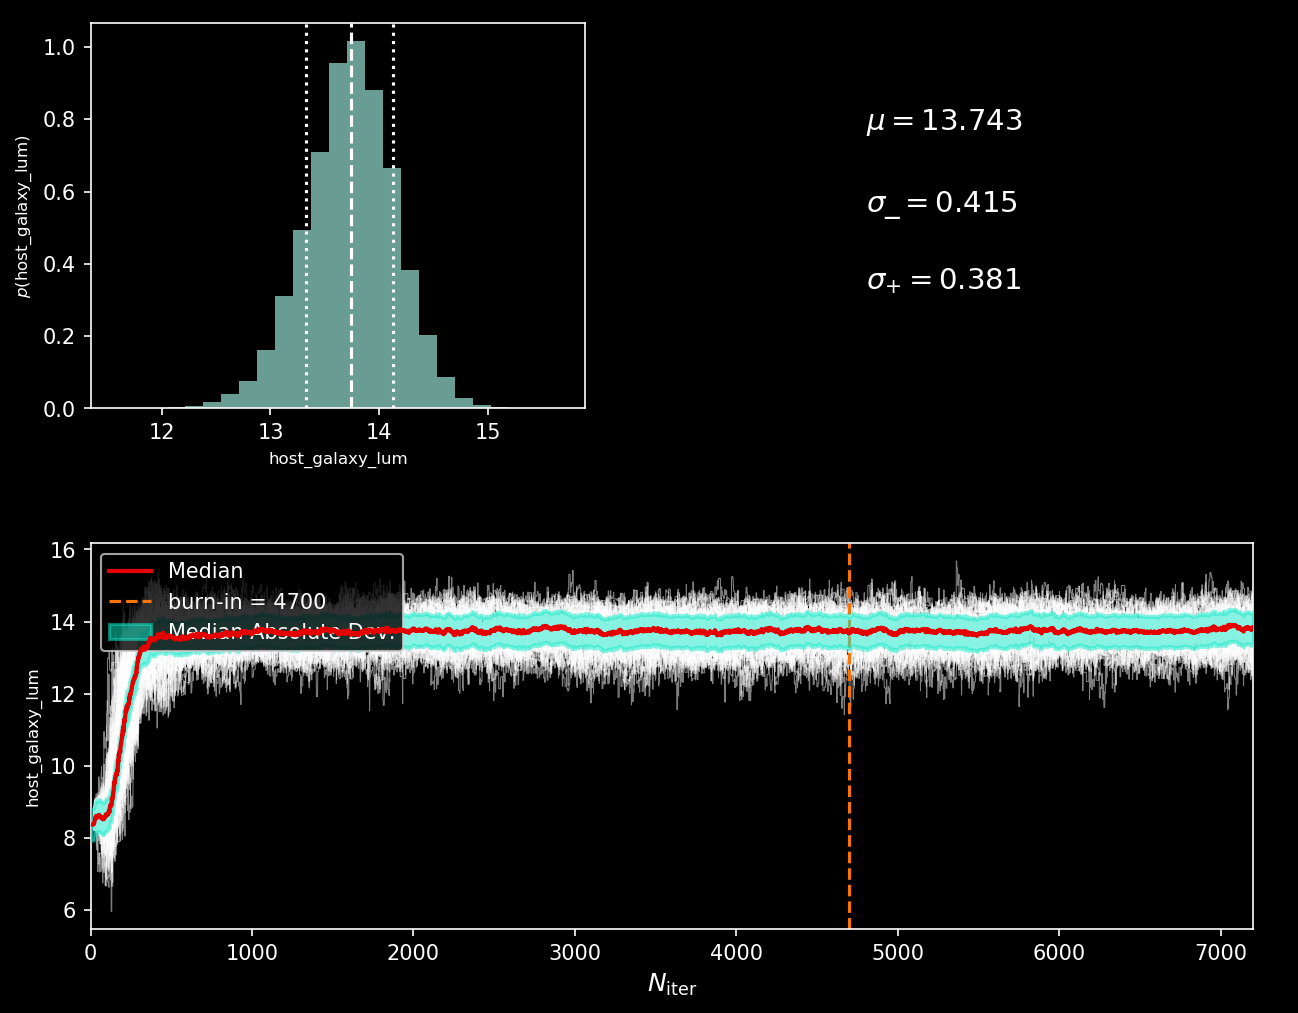 1.0
0.8
0.6
0.4
0.2
0.0
p(host_galaxy_lum)
12 13 14 15
host_galaxy_lum
μ = 13.743
σ_ = 0.415
σ+ = 0.381
16
14
12
10
8
6
host_galaxy_lum
Median
burn-in = 4700
Median Absolute Dev.
0 1000 2000 3000 4000 5000 6000 7000
Niter